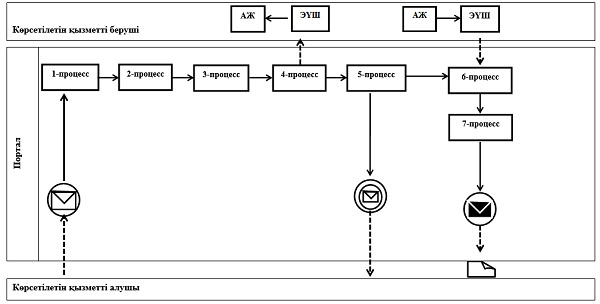 АЖ
ЭҮШ
АЖ
ЭҮШ
Көрсетілетін қызметті беруші
1-процесс
2-процесс
3-процесс
4-процесс
5-процесс
6-процесс
7-процесс
Портал
Көрсетілетін қызметті алушы